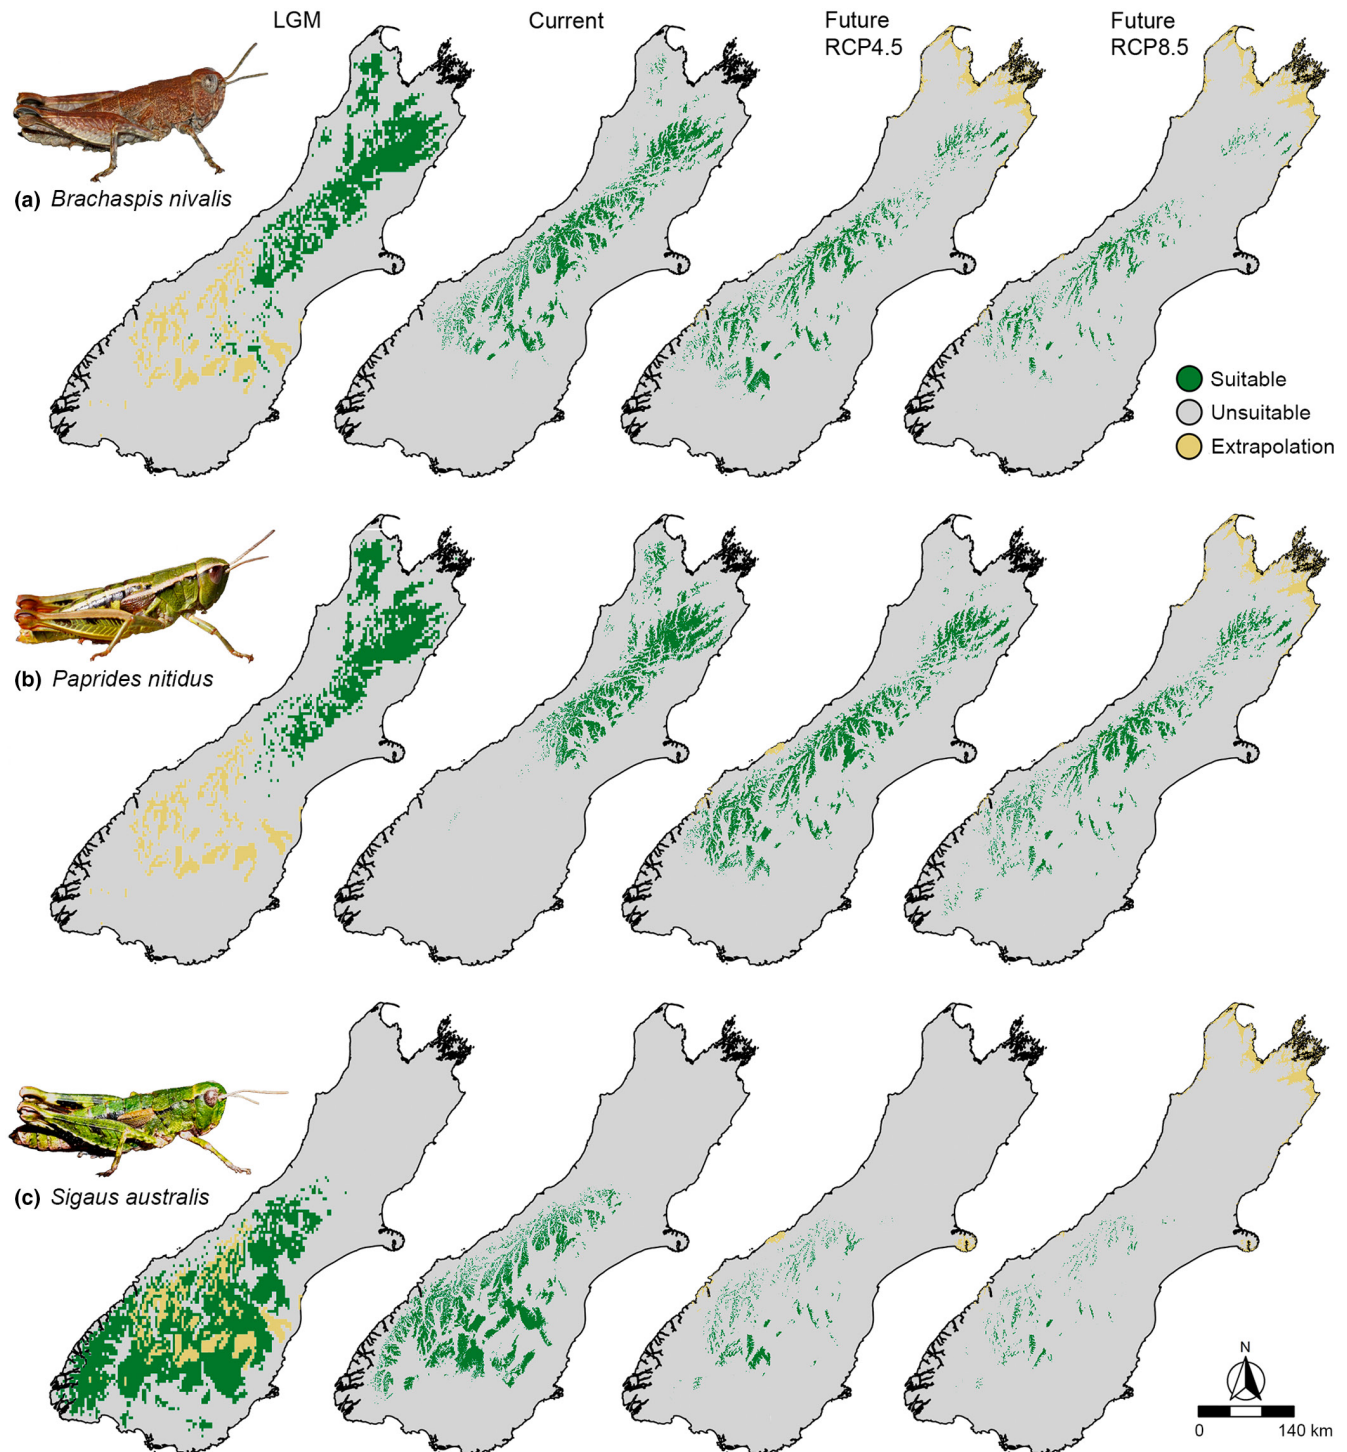 LGM
Current
Future
RCP4.5
Future
RCP8.5
(a) Brachaspis nivalis
Suitable
Unsuitable
Extrapolation
(b) Paprides nitidus
(c) Sigaus australis
N
0 140 km